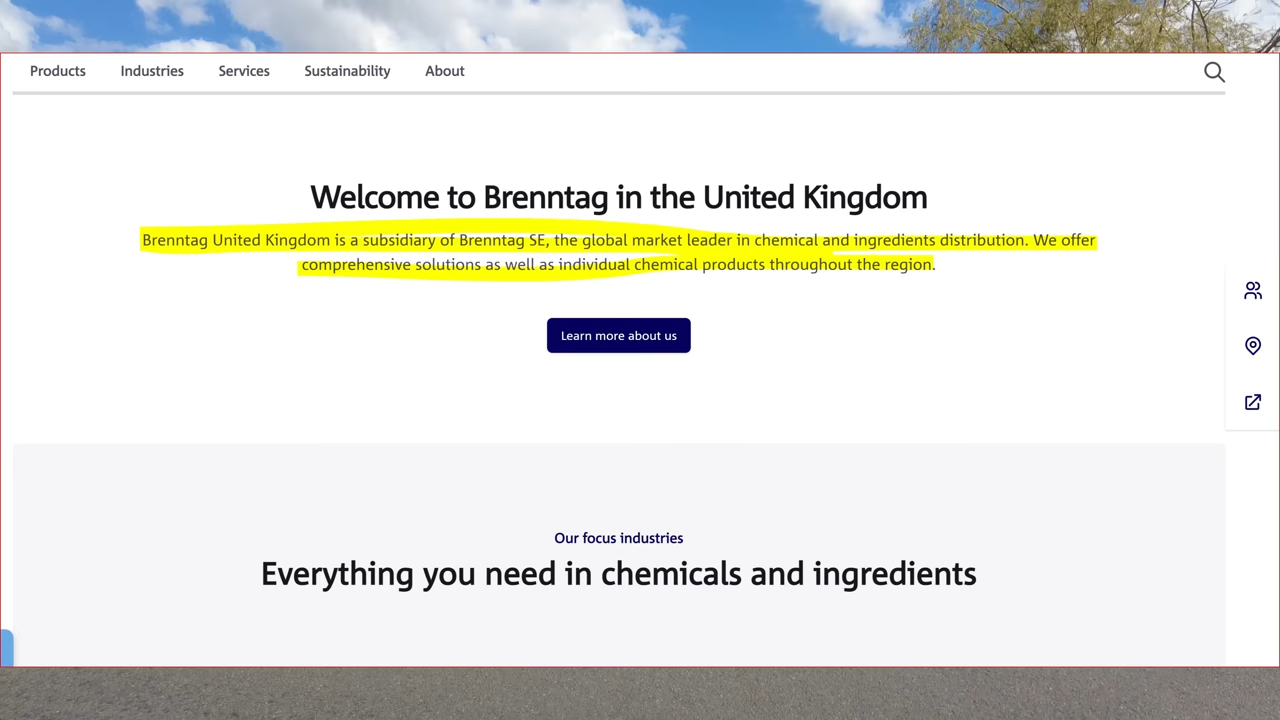 Products Industries Services Sustainability About
Welcome to Brenntag in the United Kingdom
Brenntag United Kingdom is a subsidiary of Brenntag SE, the global market leader in chemical and ingredients distribution. We offer
comprehensive solutions as well as individual chemical products throughout the region.
Learn more about us
Our focus industries
Everything you need in chemicals and ingredients